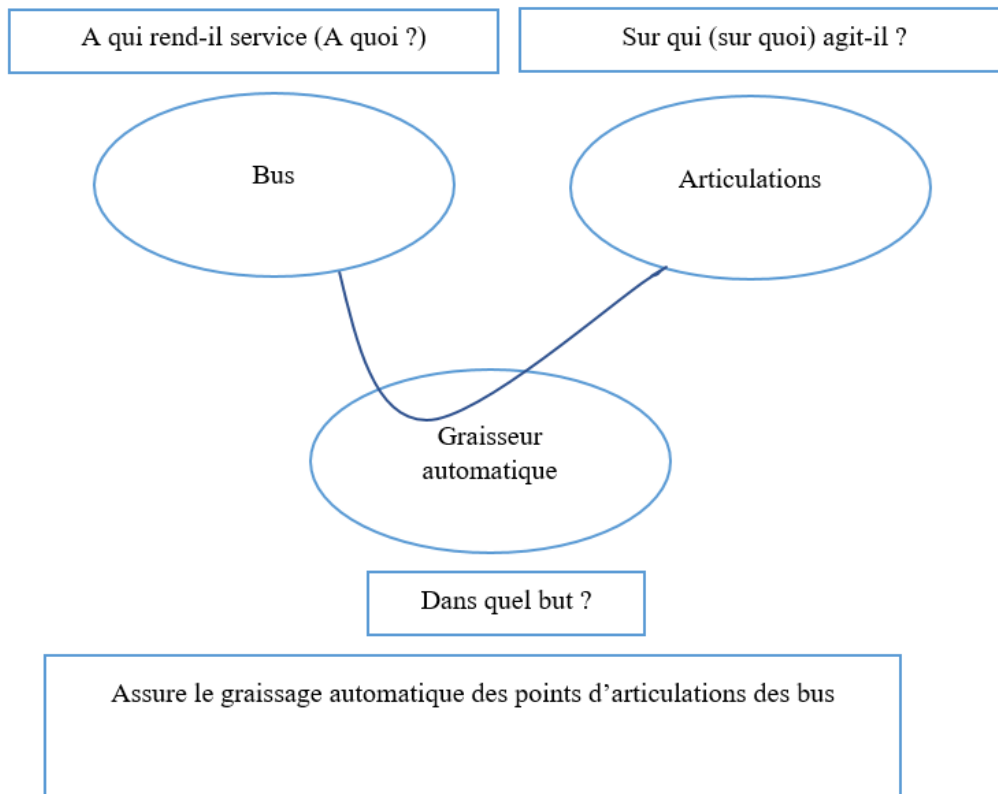 A qui rend-il service (A quoi ?)
Sur qui (sur quoi) agit-il ?
Bus
Articulations
Graisseur
automatique
Dans quel but ?
Assure le graissage automatique des points d’articulations des bus